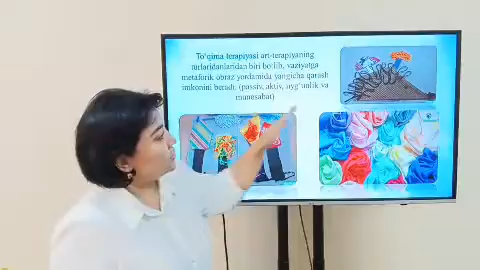 To‘qima terapiyasi art-terapiyaning
turlaridanlaridan biri bo‘lib, vaziyatga
metaforik obraz yordamida yangicha qarash
imkonini beradi. (passiv, aktiv, uyg‘unlik va
munosabat)